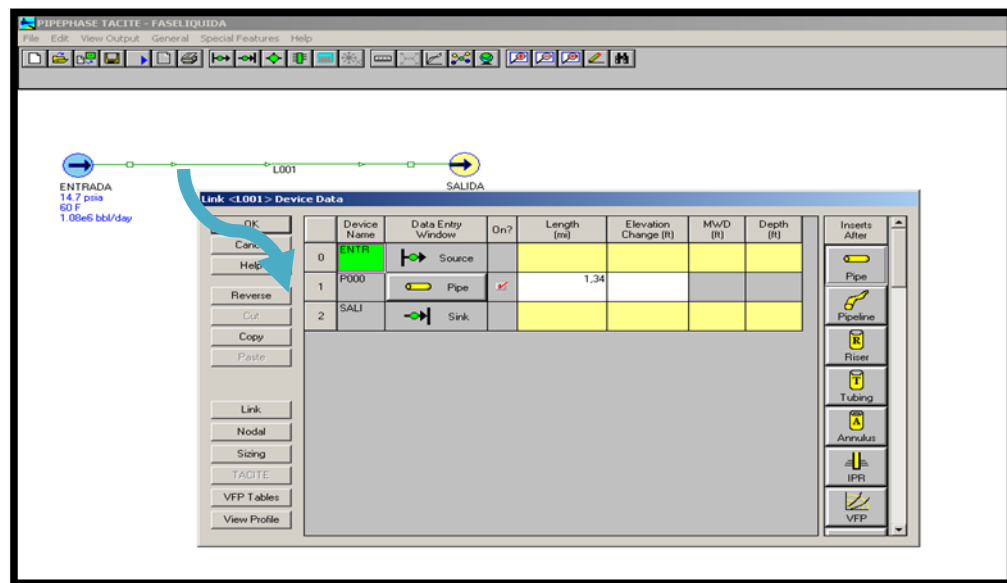 PIPEPHASE TACITE - FASELIQUIDA
File Edit View Output General Special Features Help
L001
ENTRADA
14.7 psia
60 F
1.08e6 bbl/day
SALIDA
Link <L001> Device Data
OK
Help
Reverse
Cut
Copy
Paste
Link
Nodal
Sizing
TACITE
VFP Tables
View Profile
Device Name
Data Entry Window
On?
Length (mi)
Elevation Change (ft)
MWD (ft)
Depth (ft)
0 ENTR Source
1 P000 Pipe 1,34
2 SALI Sink
Inserts After
Pipe
Pipeline
R
Riser
T
Tubing
A
Annulus
IPR
VFP